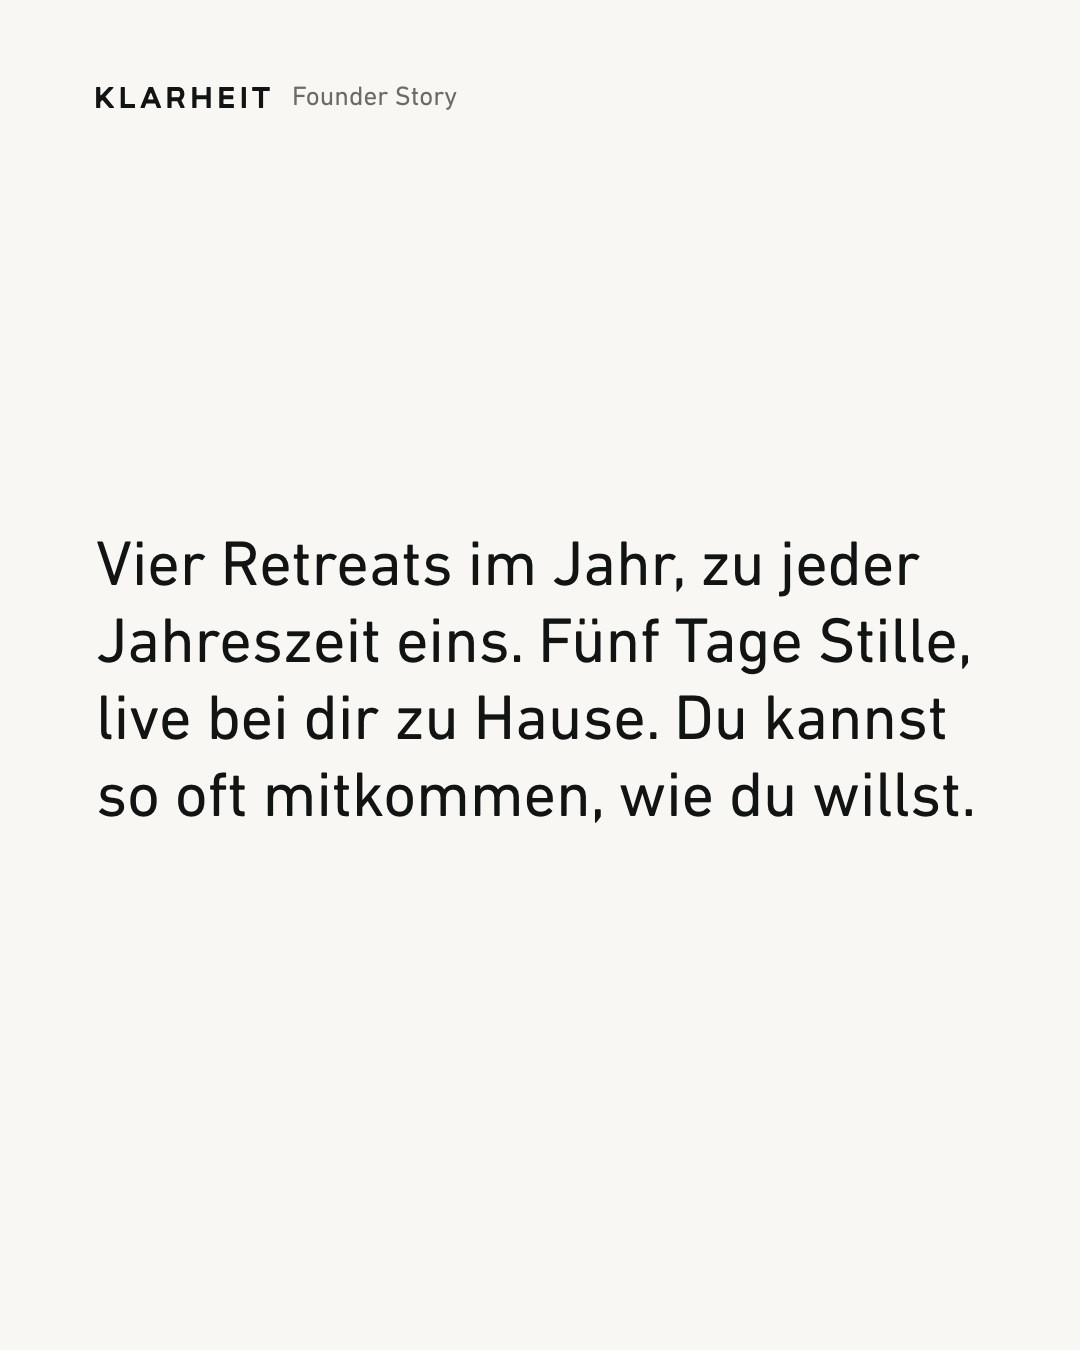 KLARHEIT Founder Story
Vier Retreats im Jahr, zu jeder
Jahreszeit eins. Fünf Tage Stille,
live bei dir zu Hause. Du kannst
so oft mitkommen, wie du willst.